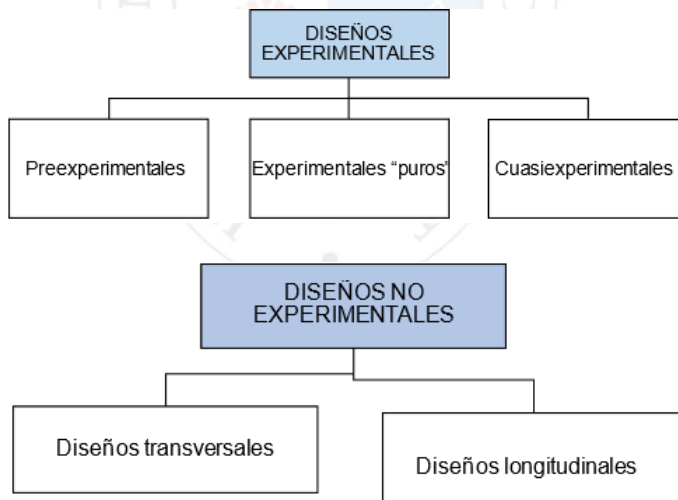 DISEÑOS
EXPERIMENTALES
Preexperimentales
Experimentales “puros”
Cuasiexperimentales
DISEÑOS NO
EXPERIMENTALES
Diseños transversales
Diseños longitudinales